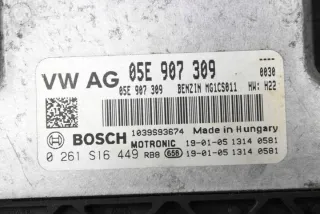 VW AG 05E 907 309
05E 907 309 BENZIN MG1CS011 0030
HW: H22
BOSCH 1039S93674 Made in Hungary
MOTRONIC 19-01-05 1314 0581
0 261 S16 449 RB8 656 19-01-05 1314 0581